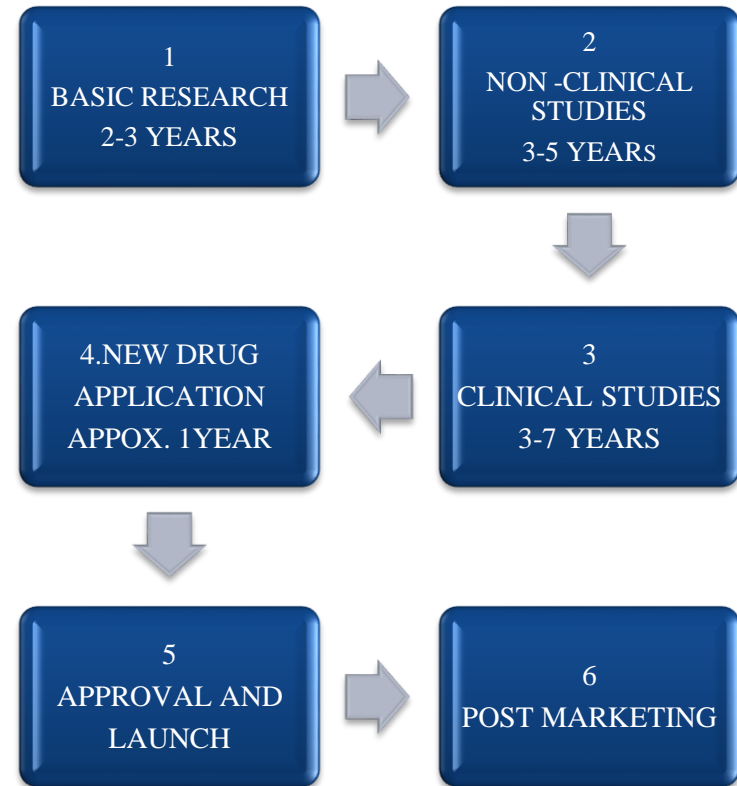 1
BASIC RESEARCH
2-3 YEARS
2
NON -CLINICAL
STUDIES
3-5 YEARs
3
CLINICAL STUDIES
3-7 YEARS
4.NEW DRUG
APPLICATION
APPOX. 1YEAR
5
APPROVAL AND
LAUNCH
6
POST MARKETING